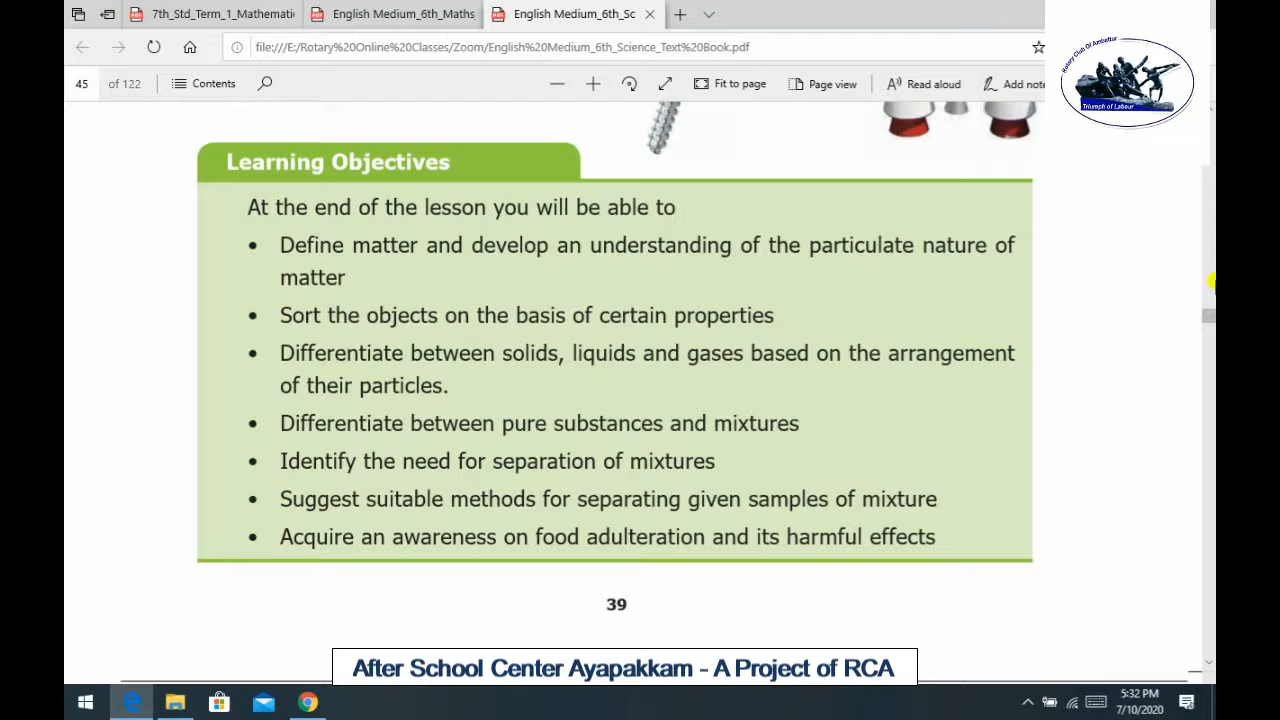 7th_Std_Term_1_Mathemati
English Medium_6th_Maths
English Medium_6th_Sc
file:///E:/Rotary%20Online%20Classes/Zoom/English%20Medium_6th_Science_Text%20Book.pdf
45 of 122
Contents
Fit to page
Page view
Read aloud
Add note
Rotary Club Of Ambattur
Triumph of Labour
Learning Objectives
At the end of the lesson you will be able to
• Define matter and develop an understanding of the particulate nature of
matter
• Sort the objects on the basis of certain properties
• Differentiate between solids, liquids and gases based on the arrangement
of their particles.
• Differentiate between pure substances and mixtures
• Identify the need for separation of mixtures
• Suggest suitable methods for separating given samples of mixture
• Acquire an awareness on food adulteration and its harmful effects
39
After School Center Ayapakkam - A Project of RCA
5:32 PM
7/10/2020